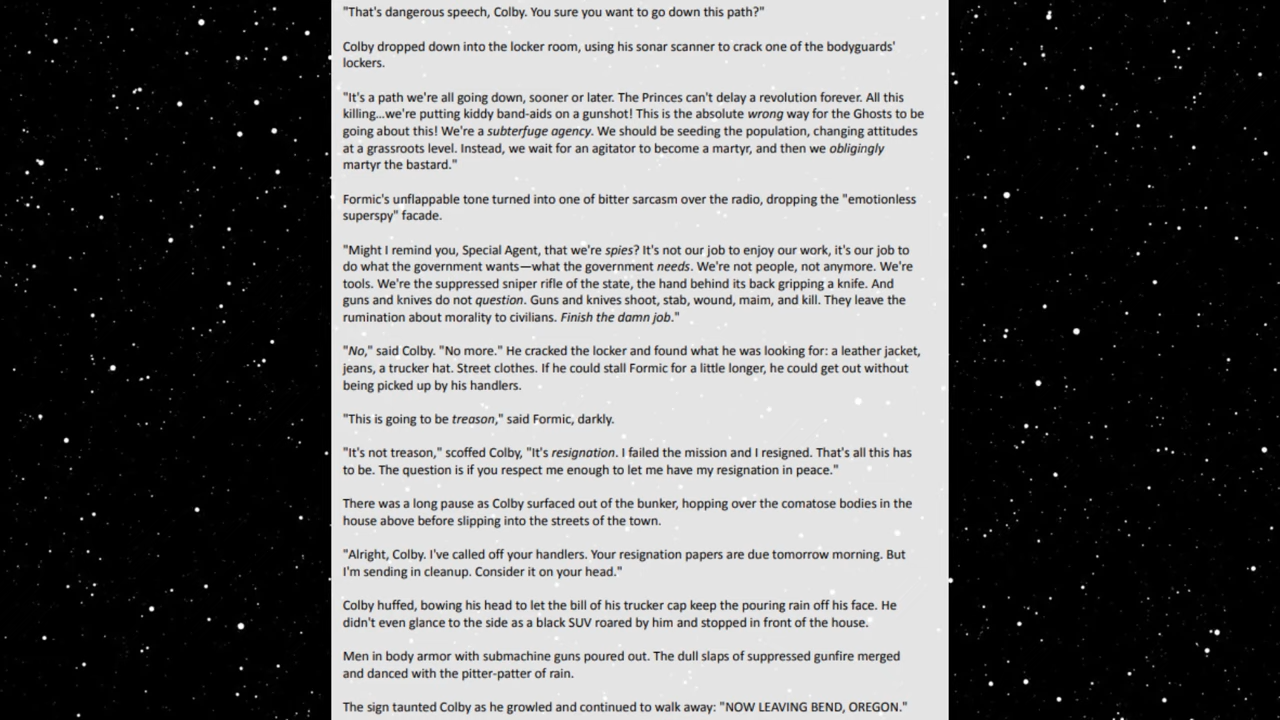 "That's dangerous speech, Colby. You sure you want to go down this path?"
Colby dropped down into the locker room, using his sonar scanner to crack one of the bodyguards'
lockers.
"It's a path we're all going down, sooner or later. The Princes can't delay a revolution forever. All this
killing...we're putting kiddy band-aids on a gunshot! This is the absolute wrong way for the Ghosts to be
going about this! We're a subterfuge agency. We should be seeding the population, changing attitudes
at a grassroots level. Instead, we wait for an agitator to become a martyr, and then we obligingly
martyr the bastard."
Formic's unflappable tone turned into one of bitter sarcasm over the radio, dropping the "emotionless
superspy" facade.
"Might I remind you, Special Agent, that we're spies? It's not our job to enjoy our work, it's our job to
do what the government wants—what the government needs. We're not people, not anymore. We're
tools. We're the suppressed sniper rifle of the state, the hand behind its back gripping a knife. And
guns and knives do not question. Guns and knives shoot, stab, wound, maim, and kill. They leave the
rumination about morality to civilians. Finish the damn job."
"No," said Colby. "No more." He cracked the locker and found what he was looking for: a leather jacket,
jeans, a trucker hat. Street clothes. If he could stall Formic for a little longer, he could get out without
being picked up by his handlers.
"This is going to be treason," said Formic, darkly.
"It's not treason," scoffed Colby, "It's resignation. I failed the mission and I resigned. That's all this has
to be. The question is if you respect me enough to let me have my resignation in peace."
There was a long pause as Colby surfaced out of the bunker, hopping over the comatose bodies in the
house above before slipping into the streets of the town.
"Alright, Colby. I've called off your handlers. Your resignation papers are due tomorrow morning. But
I'm sending in cleanup. Consider it on your head."
Colby huffed, bowing his head to let the bill of his trucker cap keep the pouring rain off his face. He
didn't even glance to the side as a black SUV roared by him and stopped in front of the house.
Men in body armor with submachine guns poured out. The dull slaps of suppressed gunfire merged
and danced with the pitter-patter of rain.
The sign taunted Colby as he growled and continued to walk away: "NOW LEAVING BEND, OREGON."